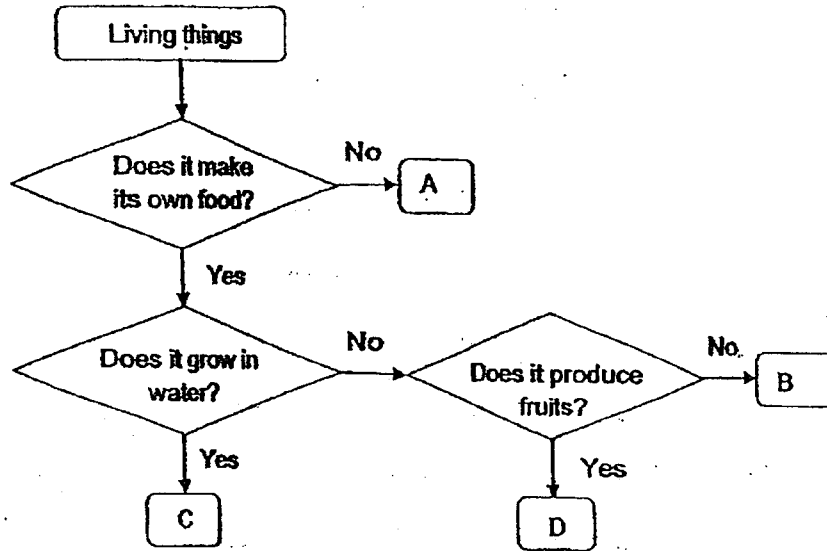 Living things
Does it make
its own food?
No
A
Yes
Does it grow in
water?
No
Does it produce
fruits?
No.
B
Yes
C
Yes
D